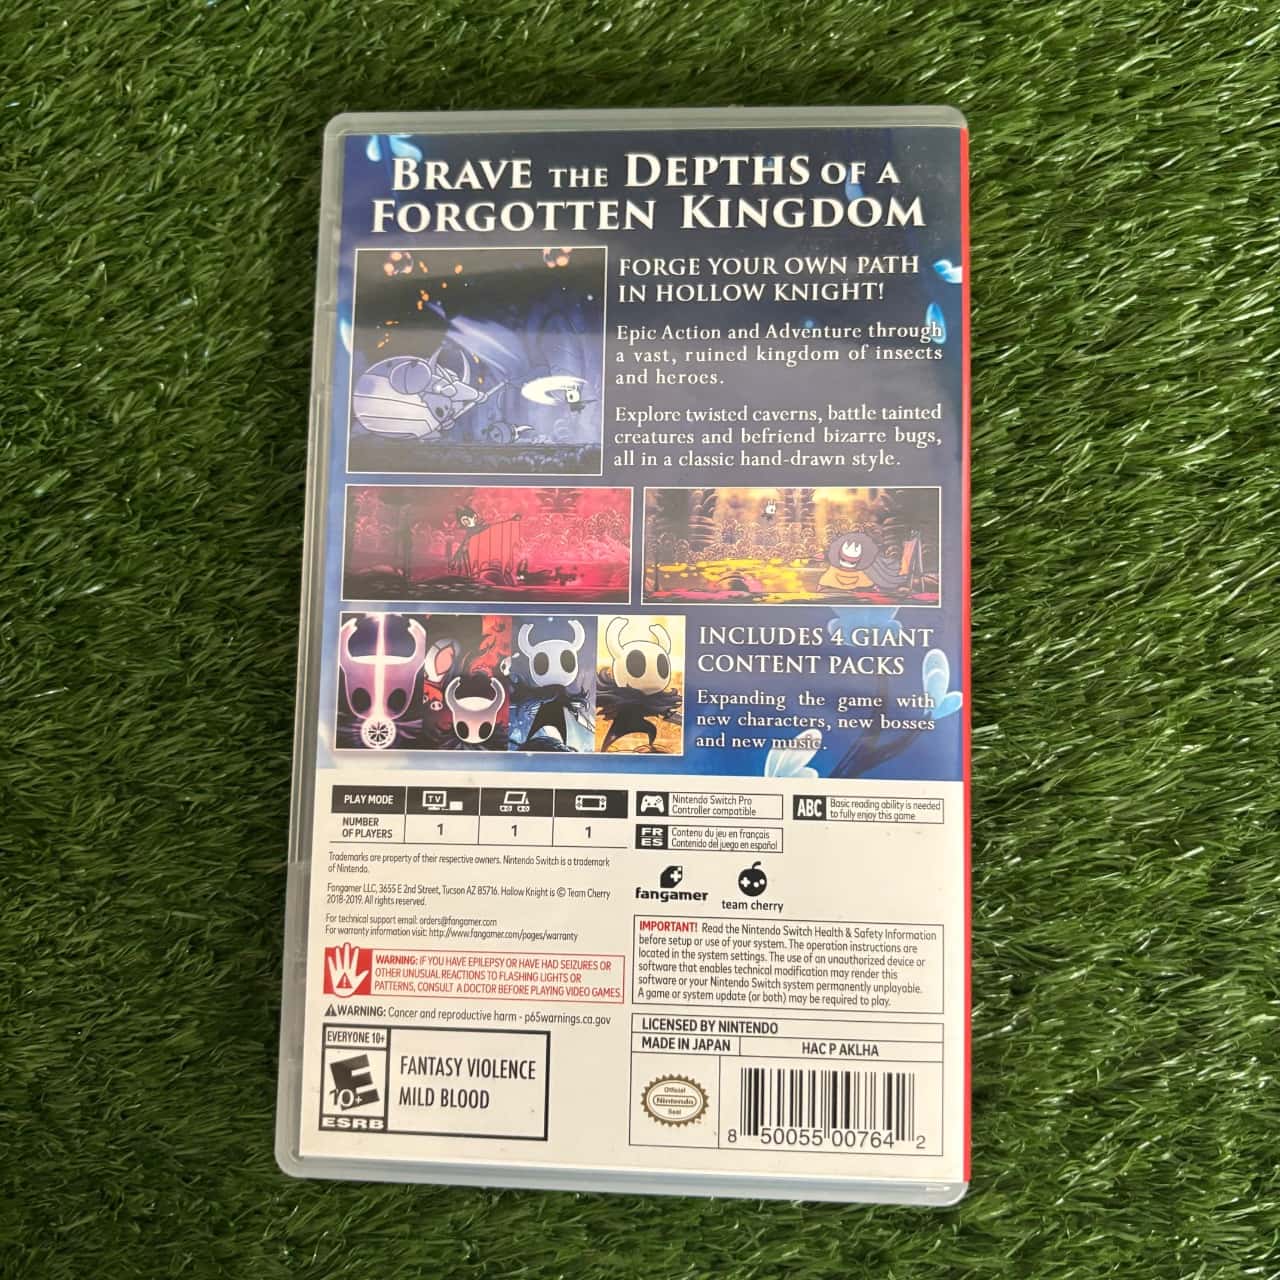 BRAVE THE DEPTHS OF A
FORGOTTEN KINGDOM
FORGE YOUR OWN PATH
IN HOLLOW KNIGHT!
Epic Action and Adventure through
a vast, ruined kingdom of insects
and heroes.
Explore twisted caverns, battle tainted
creatures and befriend bizarre bugs,
all in a classic hand-drawn style.
INCLUDES 4 GIANT
CONTENT PACKS
Expanding the game with
new characters, new bosses
and new music.
PLAY MODE
TV
NUMBER
OF PLAYERS
1
1
1
Nintendo Switch Pro
Controller compatible
ABC
Basic reading ability is needed
to fully enjoy this game
FR
ES
Contenu du jeu en français
Contenido del juego en español
Trademarks are property of their respective owners. Nintendo Switch is a trademark
of Nintendo.
Fangamer LLC, 3655 E 2nd Street, Tucson AZ 85716. Hollow Knight is © Team Cherry
2018-2019. All rights reserved.
For technical support email: orders@fangamer.com
For warranty information visit: http://www.fangamer.com/pages/warranty
fangamer
team cherry
WARNING: IF YOU HAVE EPILEPSY OR HAVE HAD SEIZURES OR
OTHER UNUSUAL REACTIONS TO FLASHING LIGHTS OR
PATTERNS, CONSULT A DOCTOR BEFORE PLAYING VIDEO GAMES.
WARNING: Cancer and reproductive harm - p65warnings.ca.gov
IMPORTANT! Read the Nintendo Switch Health & Safety Information
before setup or use of your system. The operation instructions are
located in the system settings. The use of an unauthorized device or
software that enables technical modification may render this
software or your Nintendo Switch system permanently unplayable.
A game or system update (or both) may be required to play.
EVERYONE 10+
E
10+
ESRB
FANTASY VIOLENCE
MILD BLOOD
LICENSED BY NINTENDO
MADE IN JAPAN
HAC P AKLHA
Official
Nintendo
Seal
8 50055 00764 2